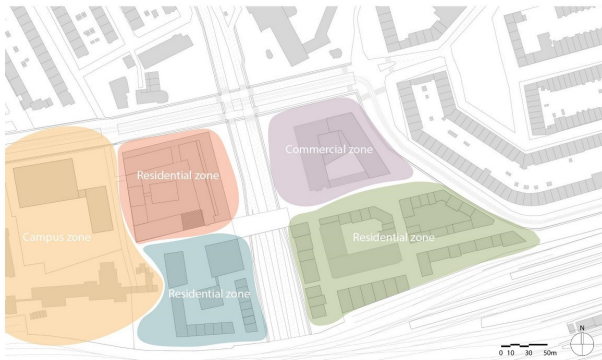 Commercial zone
Residential zone
Campus zone
Residential zone
Residential zone
N
0 10 30 50m